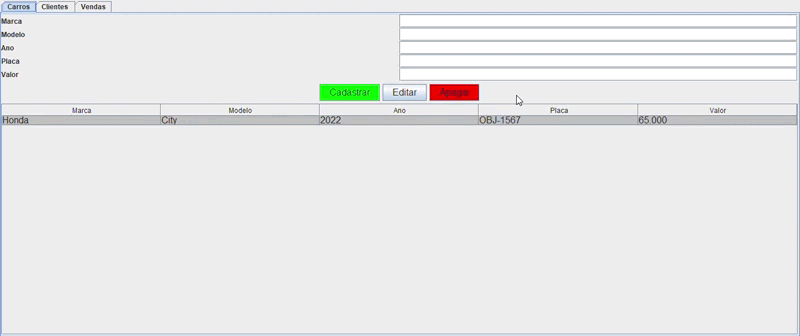 Carros Clientes Vendas
Marca
Modelo
Ano
Placa
Valor
Cadastrar Editar Apagar
Marca Modelo Ano Placa Valor
Honda City 2022 OBJ-1567 65.000